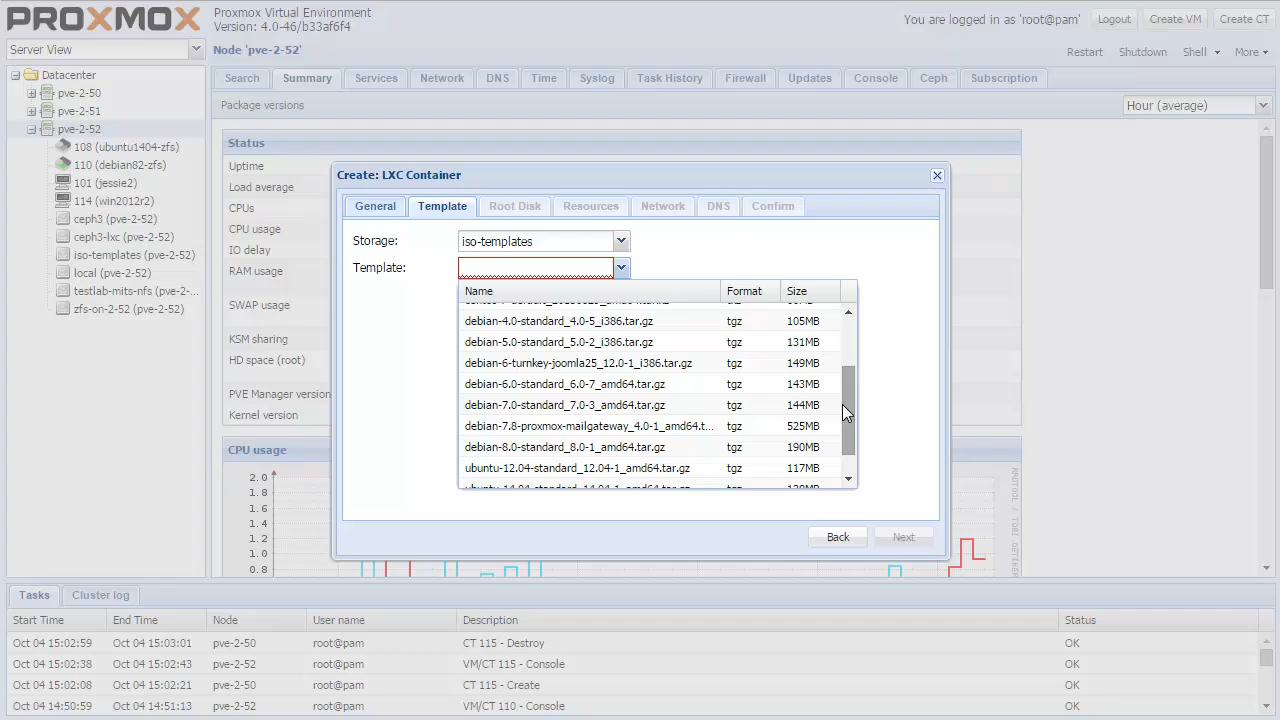 PROXMOX
Proxmox Virtual Environment
Version: 4.0-46/b33af6f4
You are logged in as 'root@pam'
Logout
Create VM
Create CT
Server View
Node 'pve-2-52'
Restart
Shutdown
Shell
More
Datacenter
pve-2-50
pve-2-51
pve-2-52
108 (ubuntu1404-zfs)
110 (debian82-zfs)
101 (jessie2)
114 (win2012r2)
ceph3 (pve-2-52)
ceph3-lxc (pve-2-52)
iso-templates (pve-2-52)
local (pve-2-52)
testlab-mits-nfs (pve-2-...
zfs-on-2-52 (pve-2-52)
Search
Summary
Services
Network
DNS
Time
Syslog
Task History
Firewall
Updates
Console
Ceph
Subscription
Package versions
Hour (average)
Status
Uptime
Load average
CPUs
CPU usage
IO delay
RAM usage
SWAP usage
KSM sharing
HD space (root)
PVE Manager version
Kernel version
CPU usage
2.0
1.8
1.6
1.4
1.2
1.0
0.8
Create: LXC Container
General
Template
Root Disk
Resources
Network
DNS
Confirm
Storage:
iso-templates
Template:
Name Format Size
debian-4.0-standard_4.0-5_i386.tar.gz tgz 105MB
debian-5.0-standard_5.0-2_i386.tar.gz tgz 131MB
debian-6-turnkey-joomla25_12.0-1_i386.tar.gz tgz 149MB
debian-6.0-standard_6.0-7_amd64.tar.gz tgz 143MB
debian-7.0-standard_7.0-3_amd64.tar.gz tgz 144MB
debian-7.8-proxmox-mailgateway_4.0-1_amd64.t... tgz 525MB
debian-8.0-standard_8.0-1_amd64.tar.gz tgz 190MB
ubuntu-12.04-standard_12.04-1_amd64.tar.gz tgz 117MB
Back
Next
Tasks
Cluster log
Start Time End Time Node User name Description Status
Oct 04 15:02:59 Oct 04 15:03:01 pve-2-50 root@pam CT 115 - Destroy OK
Oct 04 15:02:38 Oct 04 15:02:43 pve-2-52 root@pam VM/CT 115 - Console OK
Oct 04 15:02:08 Oct 04 15:02:21 pve-2-50 root@pam CT 115 - Create OK
Oct 04 14:50:59 Oct 04 14:51:13 pve-2-52 root@pam VM/CT 110 - Console OK